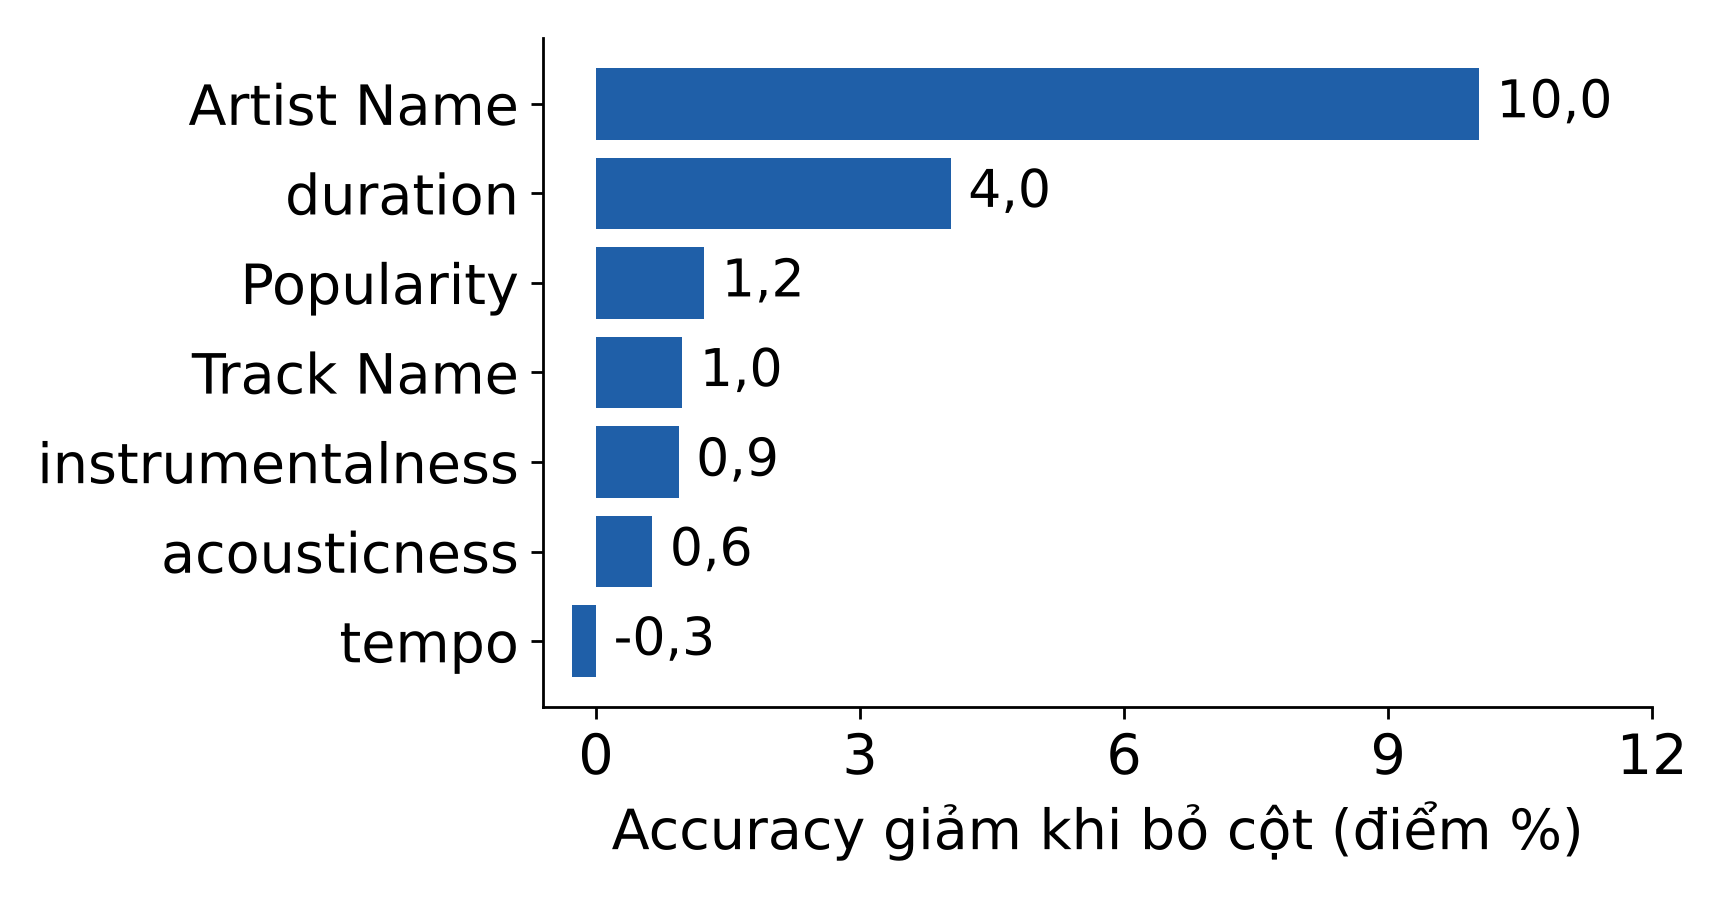 Artist Name 10,0
duration 4,0
Popularity 1,2
Track Name 1,0
instrumentalness 0,9
acousticness 0,6
tempo -0,3
0 3 6 9 12
Accuracy giảm khi bỏ cột (điểm %)